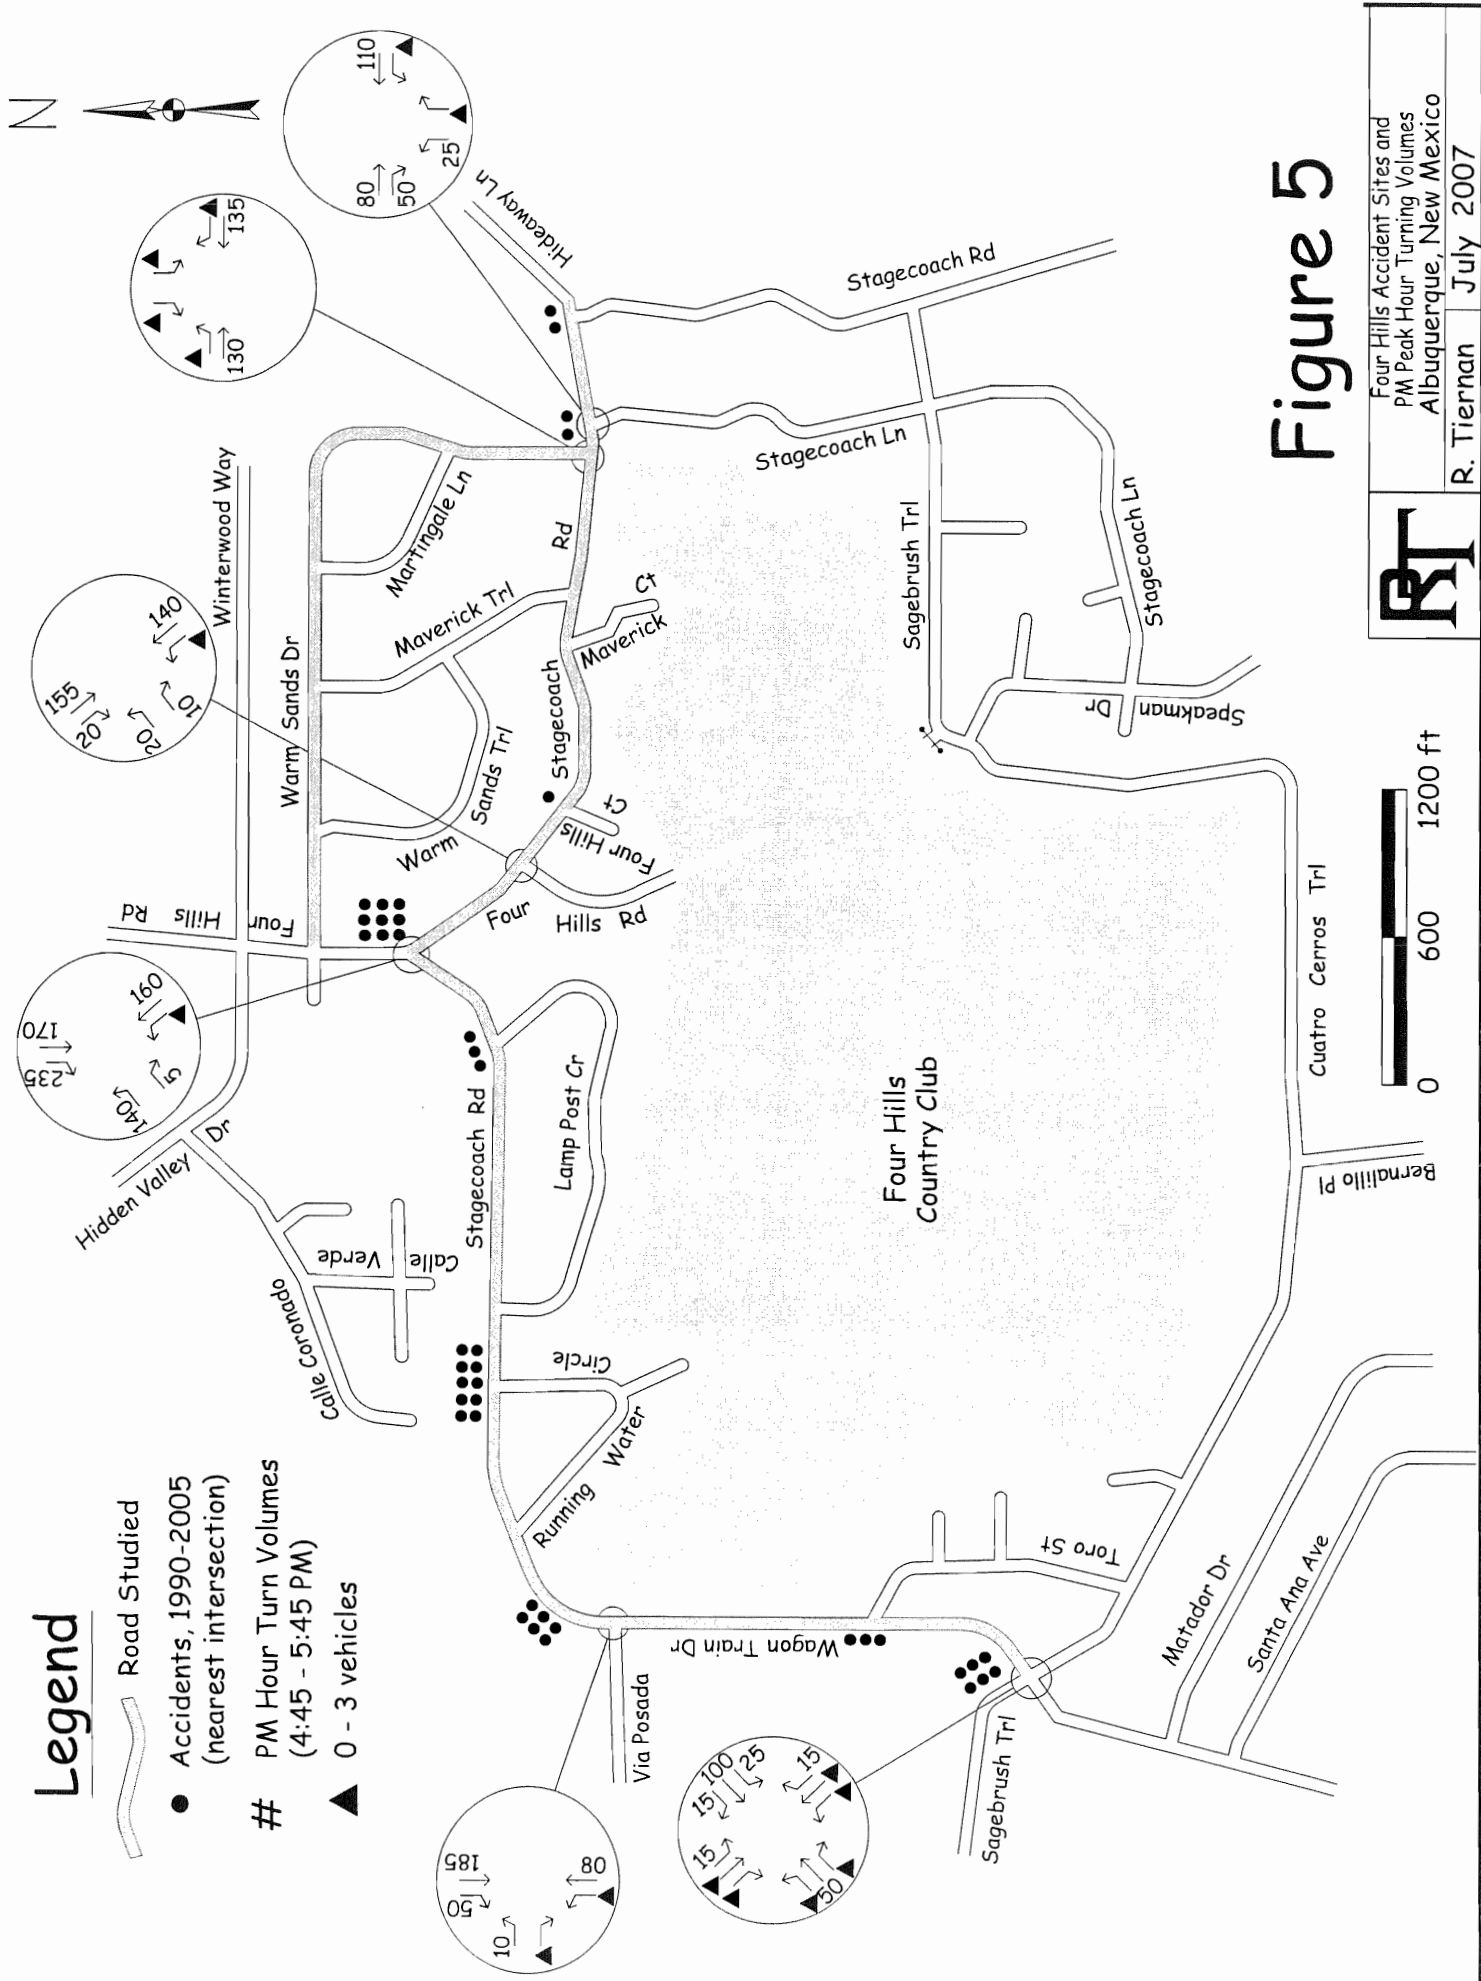 Legend
Road Studied
Accidents, 1990-2005
(nearest intersection)
# PM Hour Turn Volumes
(4:45 - 5:45 PM)
0 - 3 vehicles
N
170
235
160
5
140
155
20
140
10
20
130
135
80
50
110
25
50
185
10
80
15
100
25
15
15
50
Hidden Valley
Dr
Winterwood Way
Four Hills Rd
Warm Sands Dr
Martingale Ln
Maverick Trl
Warm Sands Trl
Hideaway Ln
Calle Coronado
Calle Verde
Stagecoach Rd
Lamp Post Cr
Running Water
Circle
Four Hills Rd
Four Hills Ct
Stagecoach Rd
Maverick Ct
Stagecoach Ln
Stagecoach Rd
Sagebrush Trl
Stagecoach Ln
Speakman Dr
Via Posada
Wagon Train Dr
Toro St
Sagebrush Trl
Matador Dr
Santa Ana Ave
Four Hills
Country Club
Cuatro Cerros Trl
Bernalillo Pl
0 600 1200 ft
Figure 5
RT
Four Hills Accident Sites and
PM Peak Hour Turning Volumes
Albuquerque, New Mexico
R. Tiernan July 2007